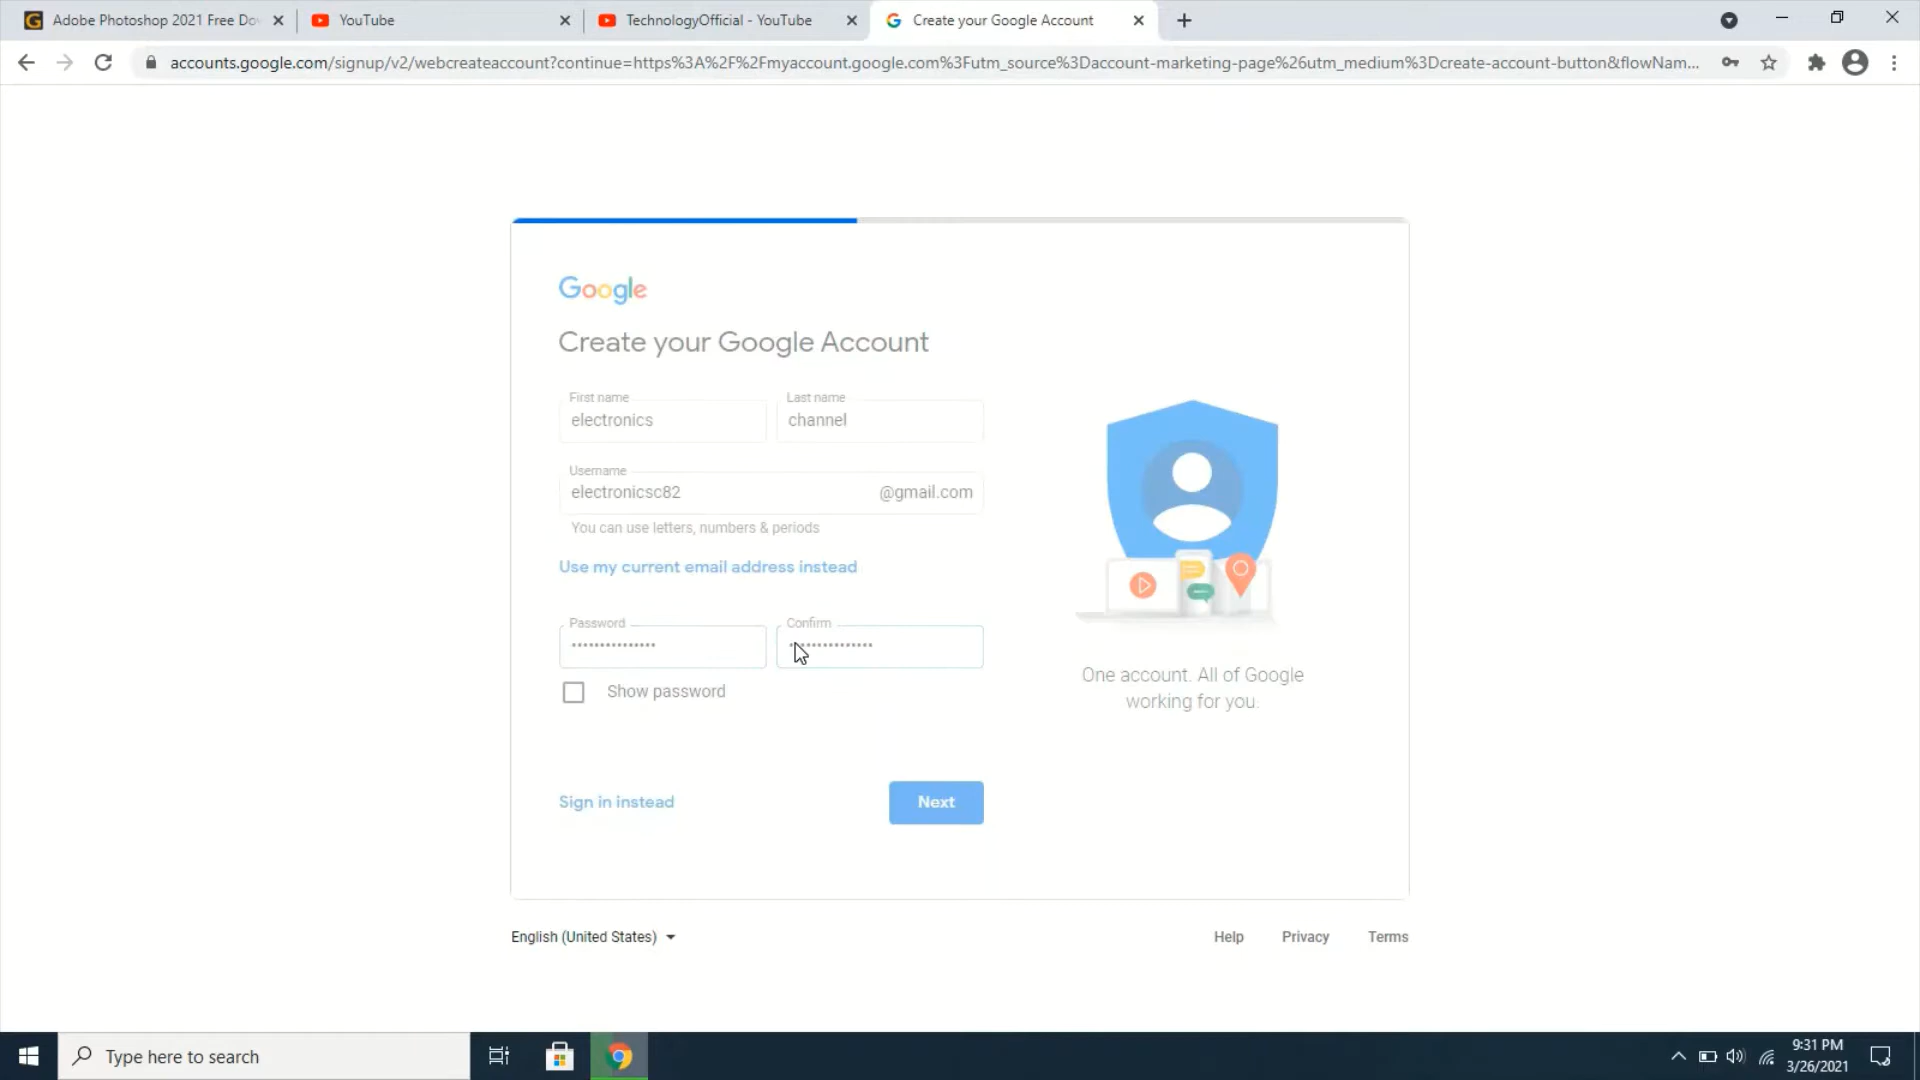 Adobe Photoshop 2021 Free Do
YouTube
TechnologyOfficial - YouTube
Create your Google Account
accounts.google.com/signup/v2/webcreateaccount?continue=https%3A%2F%2Fmyaccount.google.com%3Futm_source%3Daccount-marketing-page%26utm_medium%3Dcreate-account-button&flowNam...
Google
Create your Google Account
First name
Last name
electronics
channel
Username
electronicsc82
@gmail.com
You can use letters, numbers & periods
Use my current email address instead
Password
Confirm
Show password
One account. All of Google
working for you.
Sign in instead
Next
English (United States)
Help
Privacy
Terms
Type here to search
9:31 PM
3/26/2021